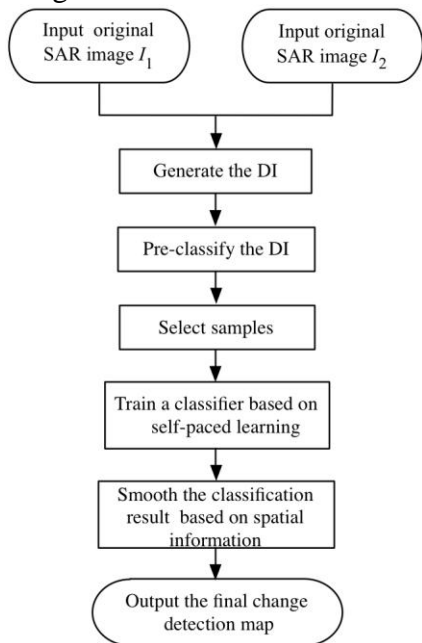 Input original
SAR image I1
Input original
SAR image I2
Generate the DI
Pre-classify the DI
Select samples
Train a classifier based on
self-paced learning
Smooth the classification
result based on spatial
information
Output the final change
detection map